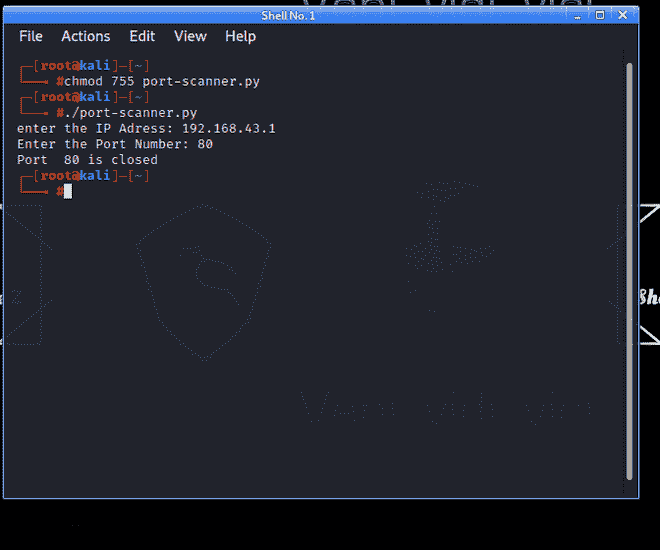 Shell No. 1
File Actions Edit View Help
[root@kali]-[~]
#chmod 755 port-scanner.py
[root@kali]-[~]
#./port-scanner.py
enter the IP Adress: 192.168.43.1
Enter the Port Number: 80
Port  80 is closed
[root@kali]-[~]
#